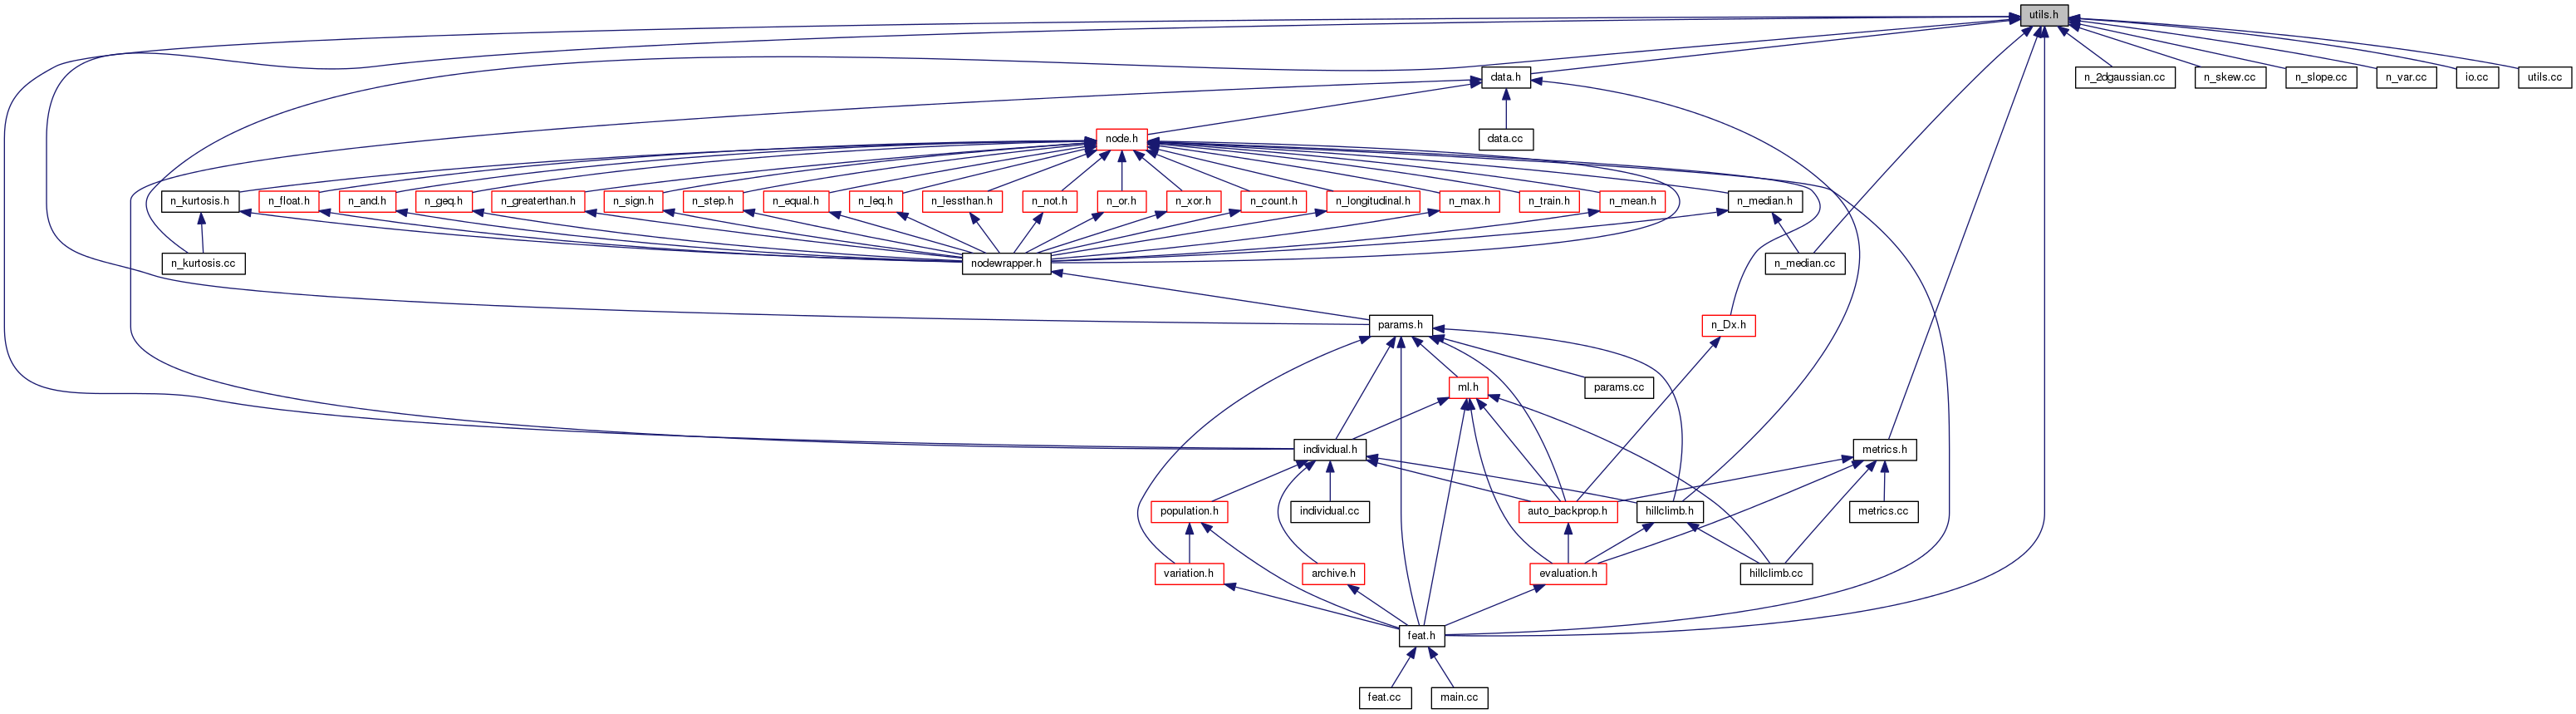 utils.h
data.h
n_2dgaussian.cc
n_skew.cc
n_slope.cc
n_var.cc
io.cc
utils.cc
node.h
data.cc
n_kurtosis.h
n_float.h
n_and.h
n_geq.h
n_greaterthan.h
n_sign.h
n_step.h
n_equal.h
n_leq.h
n_lessthan.h
n_not.h
n_or.h
n_xor.h
n_count.h
n_longitudinal.h
n_max.h
n_train.h
n_mean.h
n_median.h
n_kurtosis.cc
nodewrapper.h
n_median.cc
params.h
n_Dx.h
ml.h
params.cc
individual.h
metrics.h
population.h
individual.cc
auto_backprop.h
hillclimb.h
metrics.cc
variation.h
archive.h
evaluation.h
hillclimb.cc
feat.h
feat.cc
main.cc